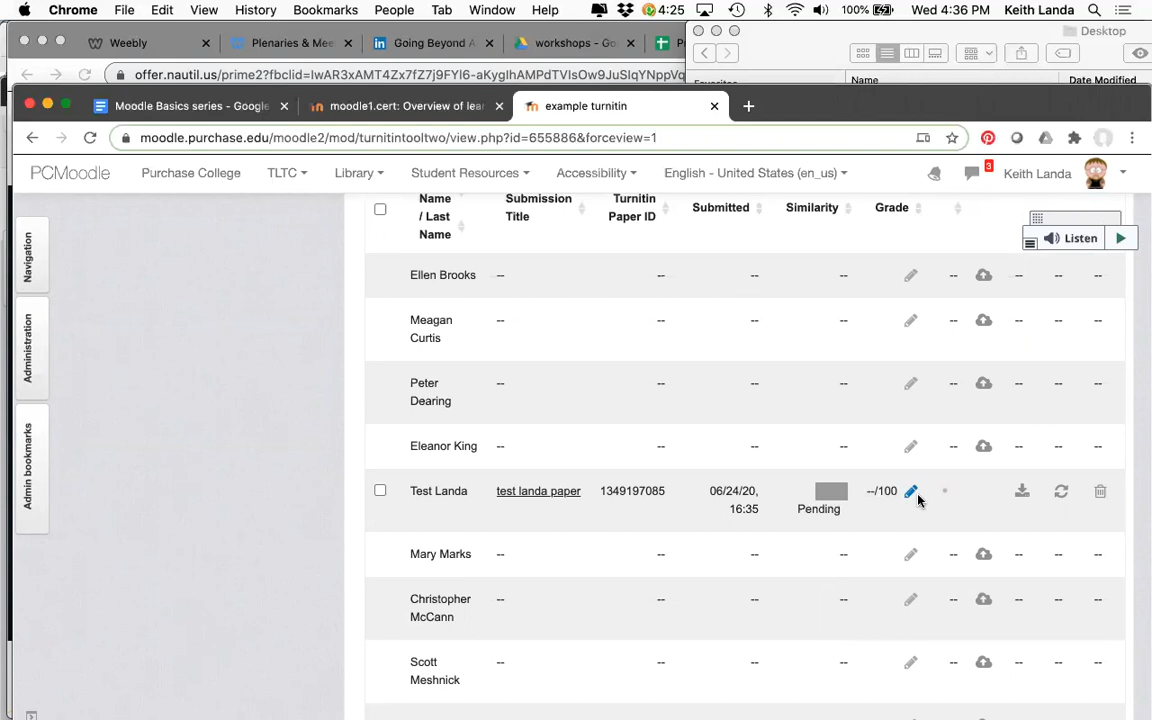 Chrome File Edit View History Bookmarks People Tab Window Help 4:25 100% Wed 4:36 PM Keith Landa
Weebly × Plenaries & Mee × Going Beyond A × workshops - Go × Desktop
offer.nautil.us/prime2?fbclid=IwAR3xAMT4Zx7fZ7j9FYI6-aKyglhAMPdTVIsOw9JuSlqYNppVq
Name Date Modified
Moodle Basics series - Google × moodle1.cert: Overview of lear × example turnitin × +
moodle.purchase.edu/moodle2/mod/turnitintooltwo/view.php?id=655886&forceview=1
PCMoodle Purchase College TLTC Library Student Resources Accessibility English - United States (en_us) 3 Keith Landa
Name / Last Name Submission Title Turnitin Paper ID Submitted Similarity Grade
Listen
Navigation
Administration
Admin bookmarks
Ellen Brooks -- -- -- -- -- -- -- --
Meagan Curtis -- -- -- -- -- -- -- --
Peter Dearing -- -- -- -- -- -- -- --
Eleanor King -- -- -- -- -- -- -- --
Test Landa test landa paper 1349197085 06/24/20, 16:35 Pending --/100
Mary Marks -- -- -- -- -- -- -- --
Christopher McCann -- -- -- -- -- -- -- --
Scott Meshnick -- -- -- -- -- -- -- --